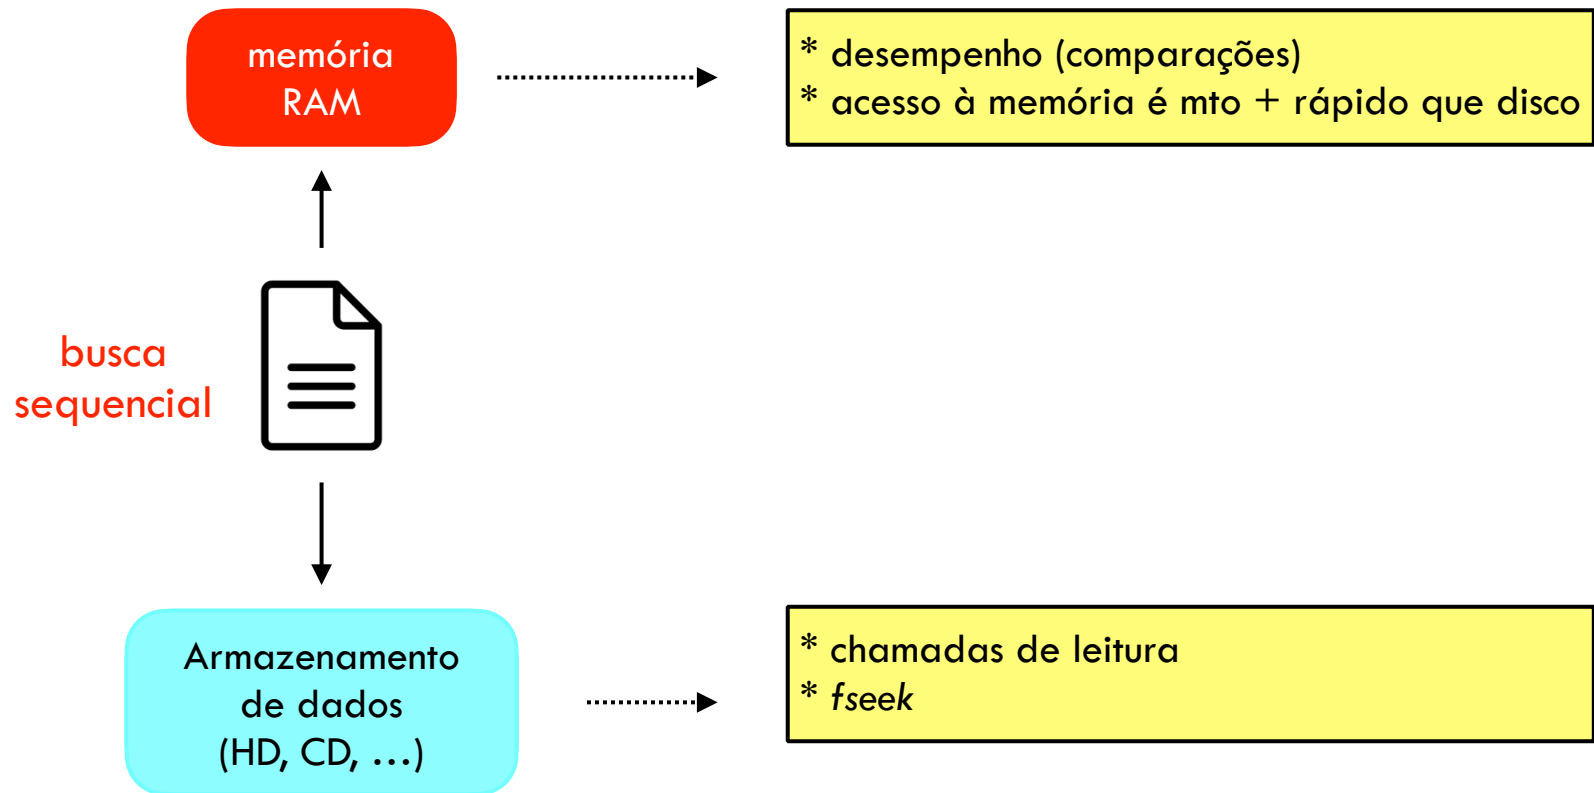 memória
RAM
* desempenho (comparações)
* acesso à memória é mto + rápido que disco
busca
sequencial
Armazenamento
de dados
(HD, CD, ...)
* chamadas de leitura
* fseek